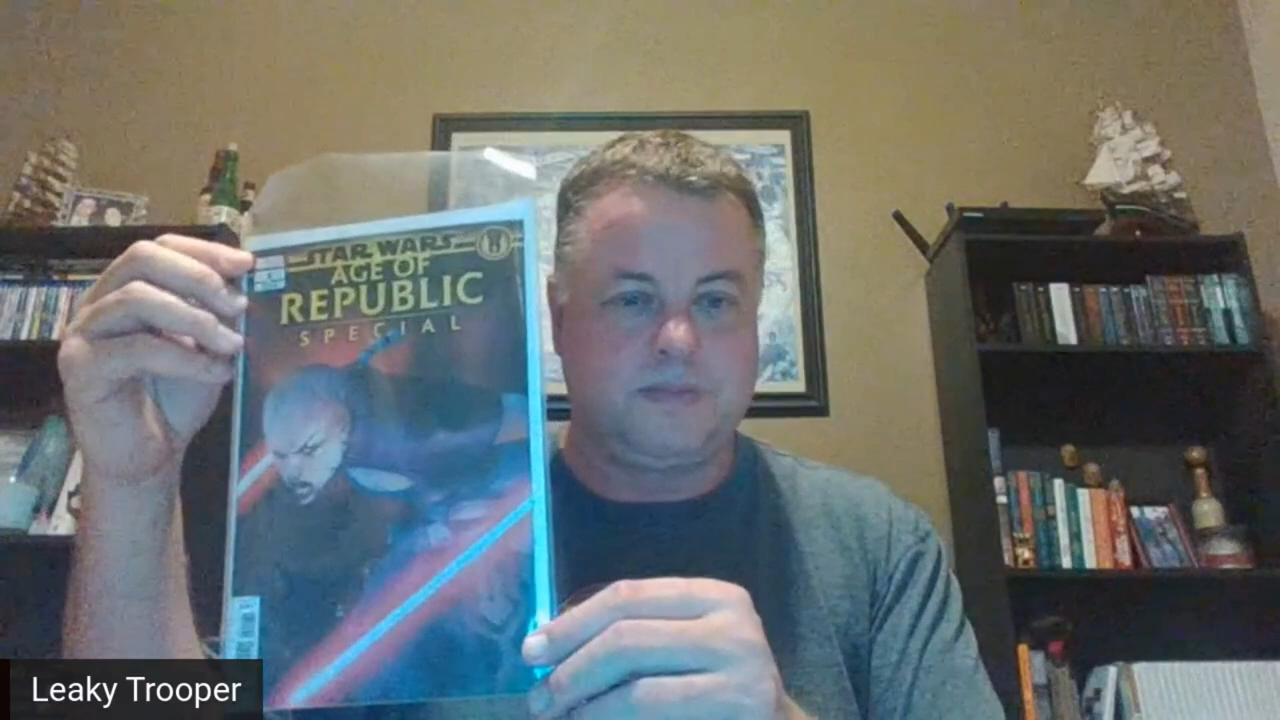 STAR WARS
AGE OF
REPUBLIC
SPECIAL
Leaky Trooper